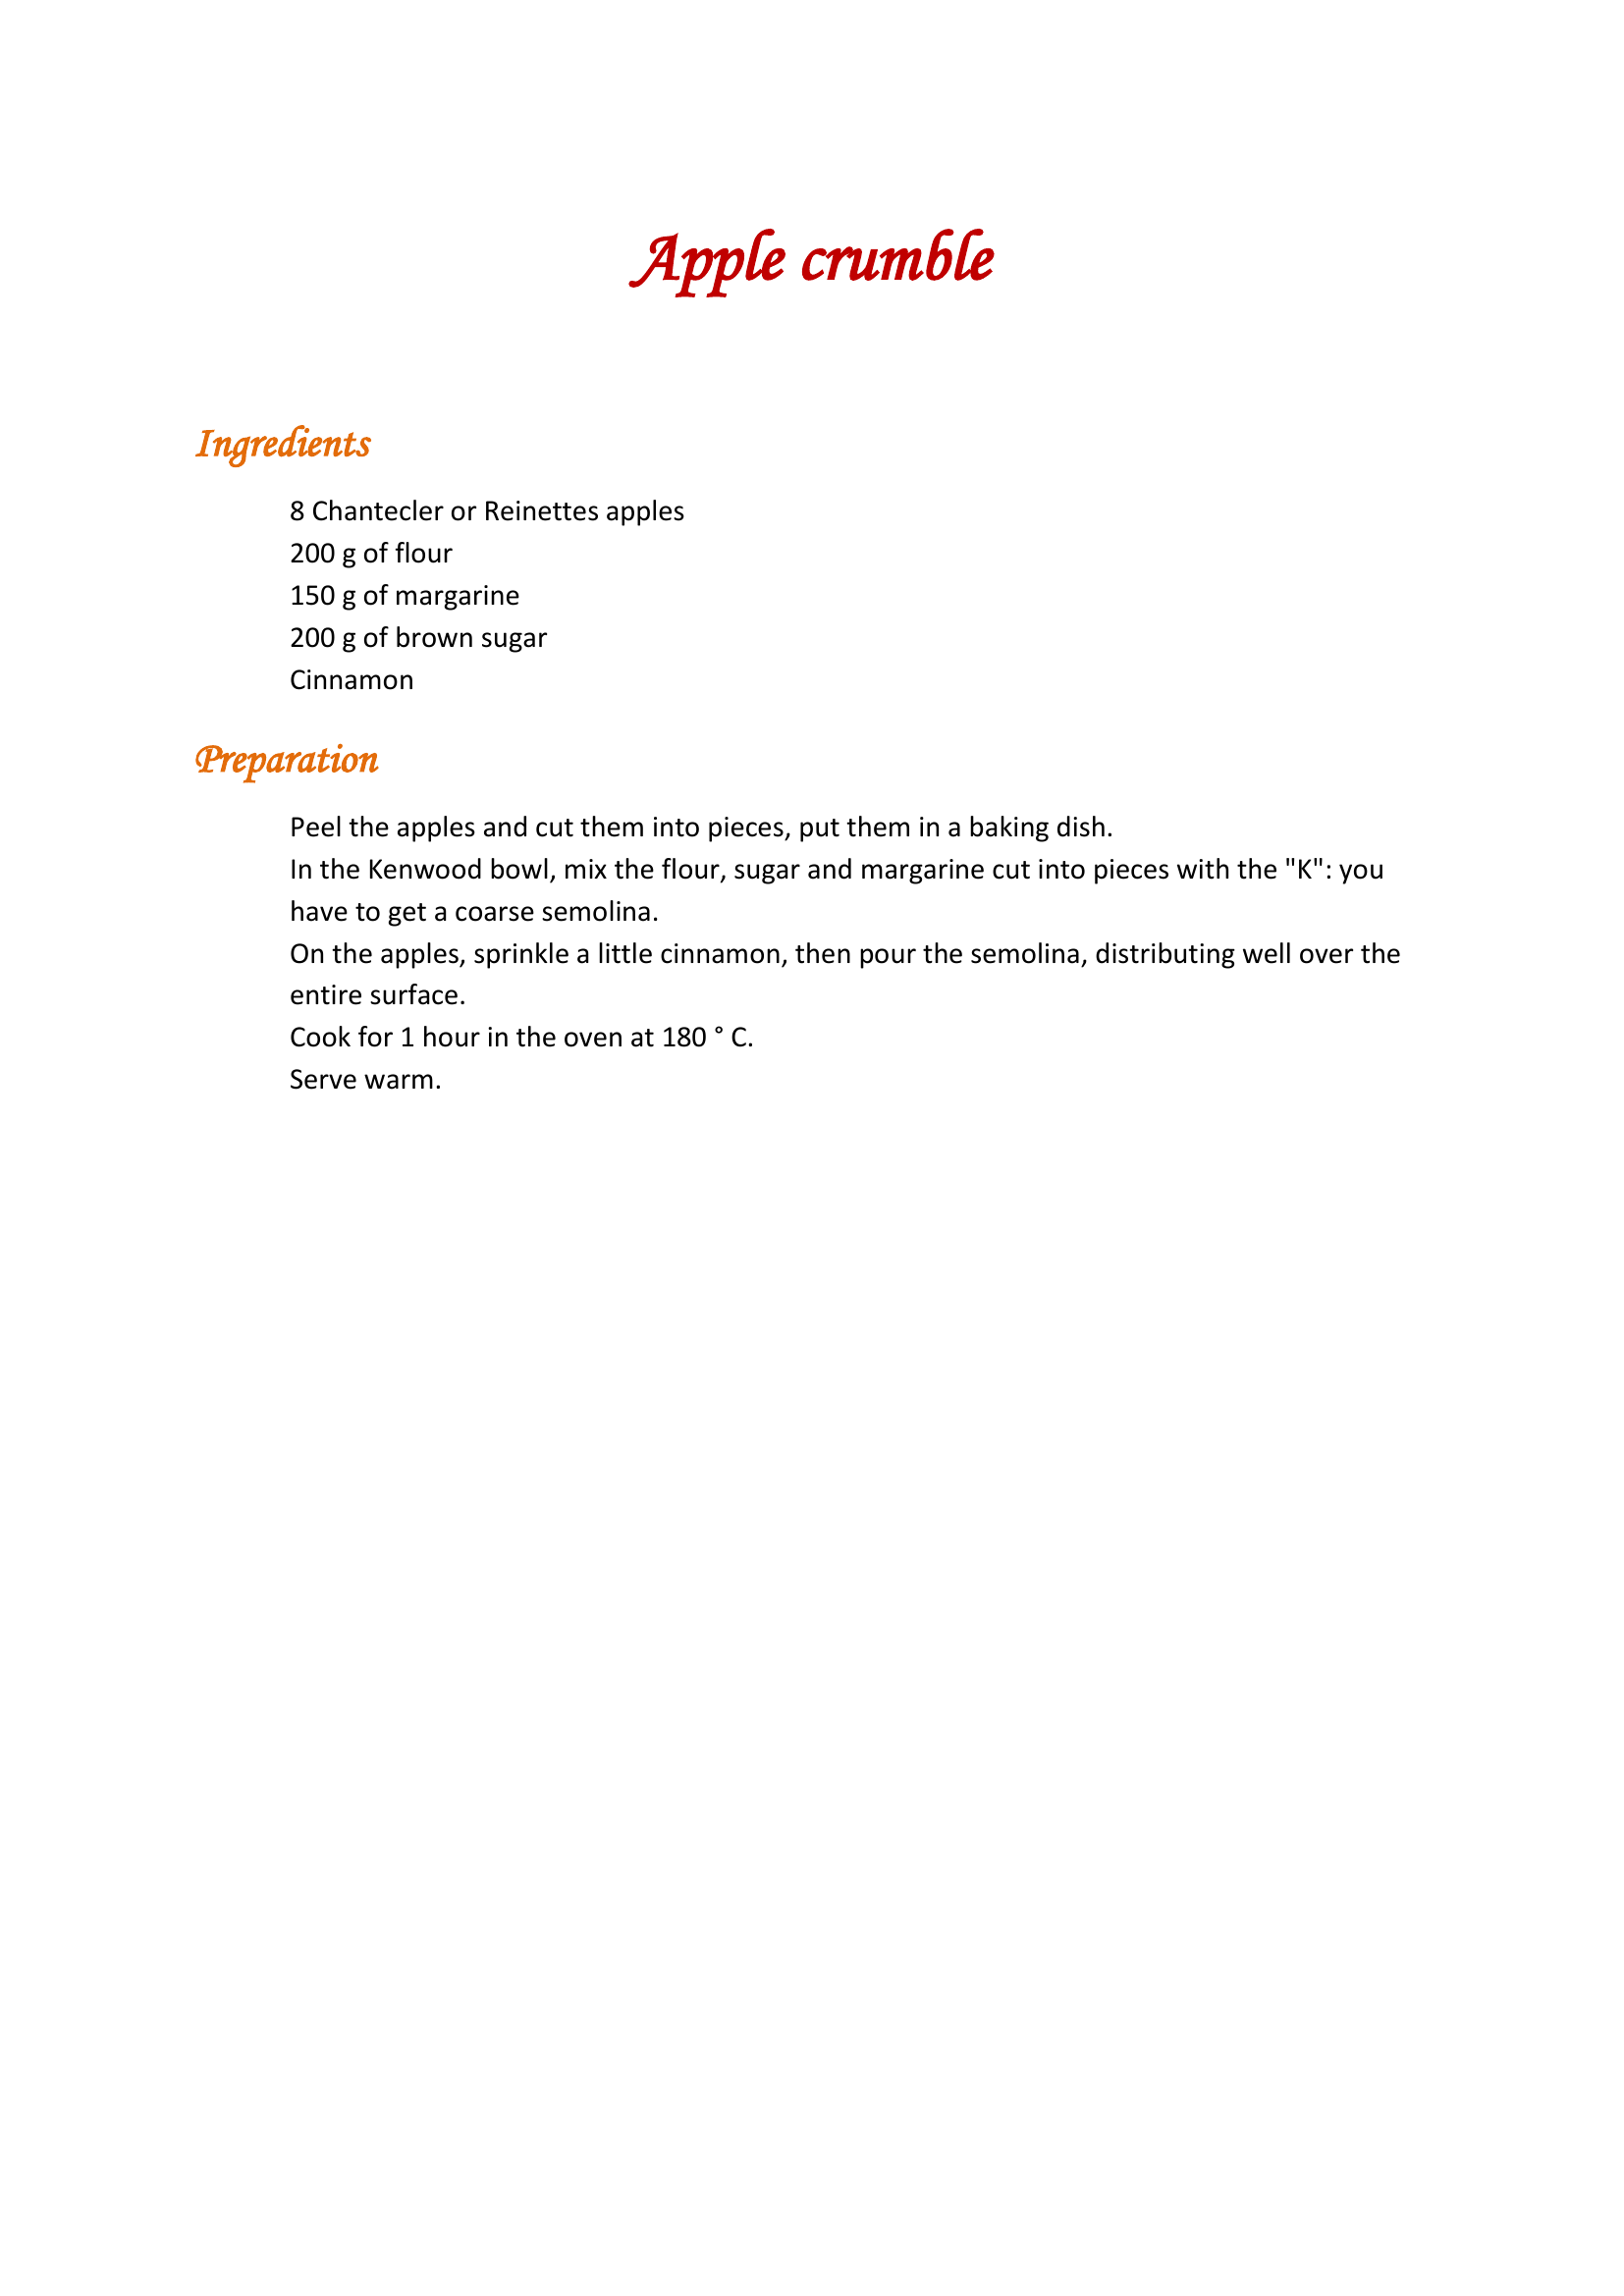 Apple crumble
Ingredients
8 Chantecler or Reinettes apples
200 g of flour
150 g of margarine
200 g of brown sugar
Cinnamon
Preparation
Peel the apples and cut them into pieces, put them in a baking dish.
In the Kenwood bowl, mix the flour, sugar and margarine cut into pieces with the "K": you
have to get a coarse semolina.
On the apples, sprinkle a little cinnamon, then pour the semolina, distributing well over the
entire surface.
Cook for 1 hour in the oven at 180 ° C.
Serve warm.